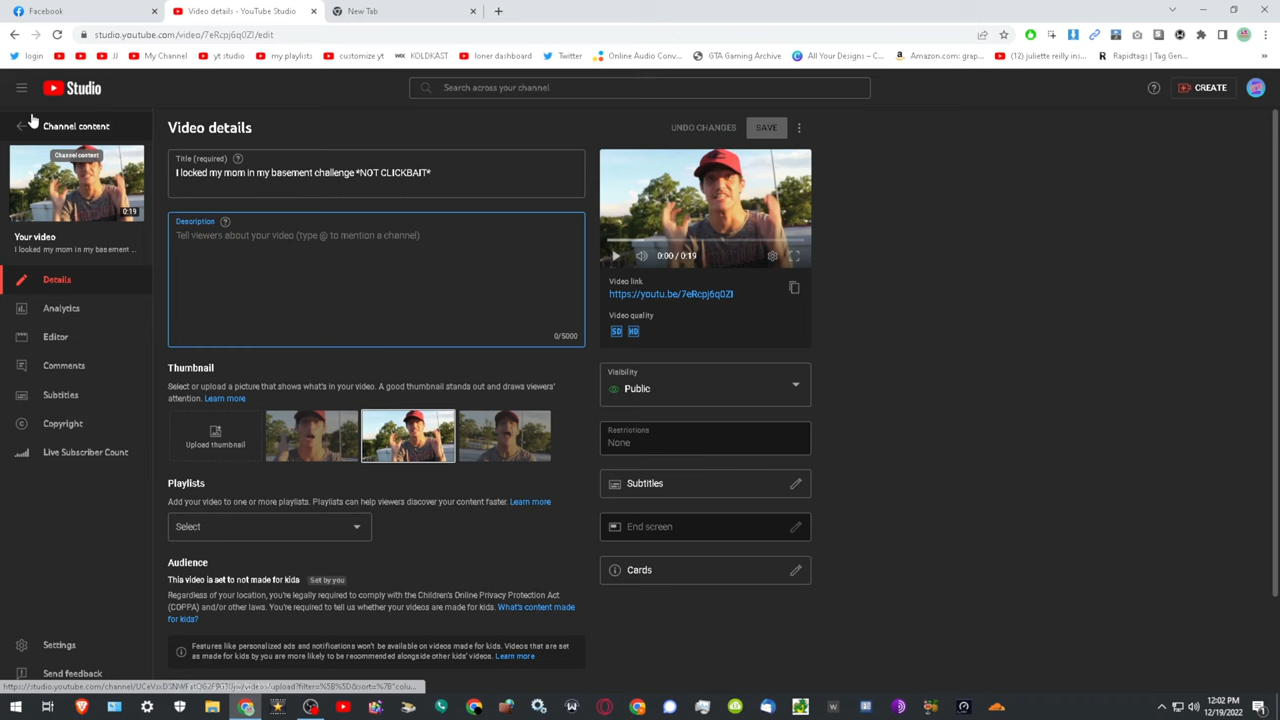 Facebook
Video details - YouTube Studio
New Tab
studio.youtube.com/video/7eRcpj6q0ZI/edit
login
JJ
My Channel
yt studio
my playlists
customize yt
WIX KOLDKAST
loner dashboard
Twitter
Online Audio Conv...
GTA Gaming Archive
All Your Designs – C...
Amazon.com: grap...
(12) juliette reilly ins...
Rapidtags | Tag Gen...
Studio
Search across your channel
CREATE
Channel content
Channel content
0:19
Your video
I locked my mom in my basement ...
Details
Analytics
Editor
Comments
Subtitles
Copyright
Live Subscriber Count
Settings
Send feedback
Video details
UNDO CHANGES
SAVE
Title (required)
I locked my mom in my basement challenge *NOT CLICKBAIT*
Description
Tell viewers about your video (type @ to mention a channel)
0/5000
Thumbnail
Select or upload a picture that shows what's in your video. A good thumbnail stands out and draws viewers'
attention. Learn more
Upload thumbnail
Playlists
Add your video to one or more playlists. Playlists can help viewers discover your content faster. Learn more
Select
Audience
This video is set to not made for kids Set by you
Regardless of your location, you're legally required to comply with the Children's Online Privacy Protection Act
(COPPA) and/or other laws. You're required to tell us whether your videos are made for kids. What's content made
for kids?
Features like personalized ads and notifications won't be available on videos made for kids. Videos that are set
as made for kids by you are more likely to be recommended alongside other kids' videos. Learn more
0:00 / 0:19
Video link
https://youtu.be/7eRcpj6q0ZI
Video quality
SD HD
Visibility
Public
Restrictions
None
Subtitles
End screen
Cards
12:02 PM
12/19/2022